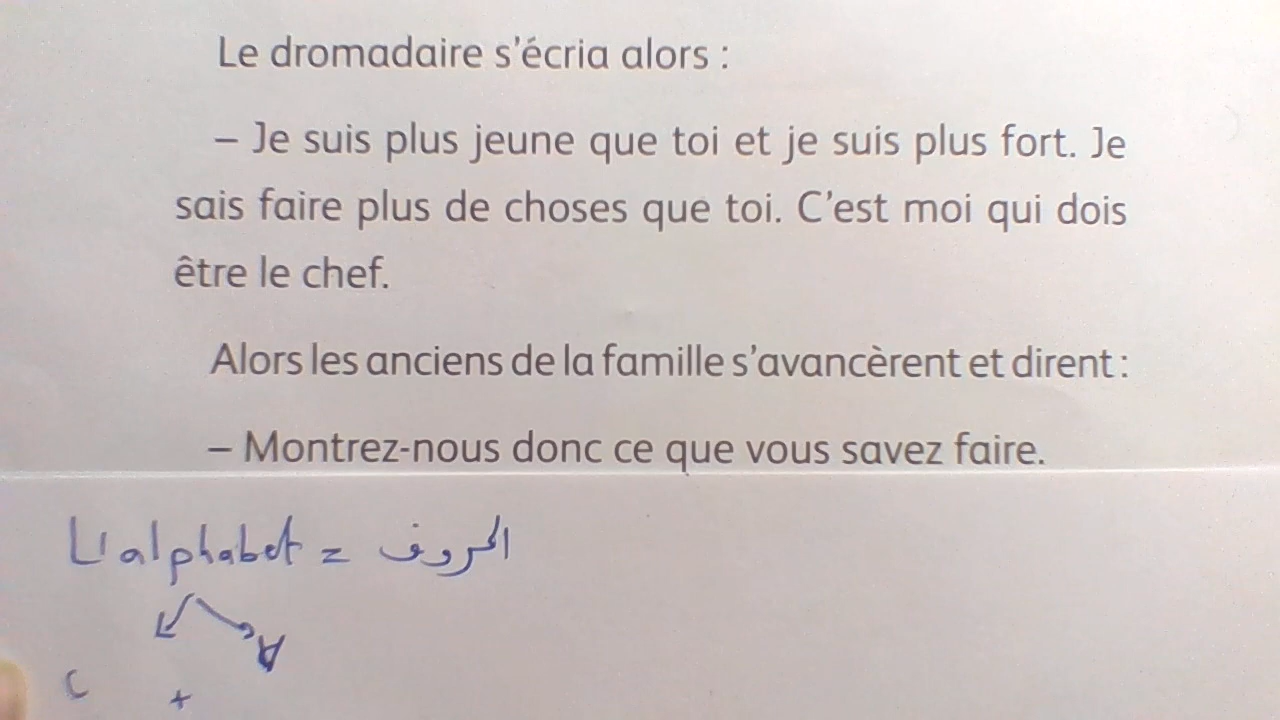 Le dromadaire s'écria alors :
– Je suis plus jeune que toi et je suis plus fort. Je
sais faire plus de choses que toi. C'est moi qui dois
être le chef.
Alors les anciens de la famille s'avancèrent et dirent :
– Montrez-nous donc ce que vous savez faire.
L'alphabet = الحروف